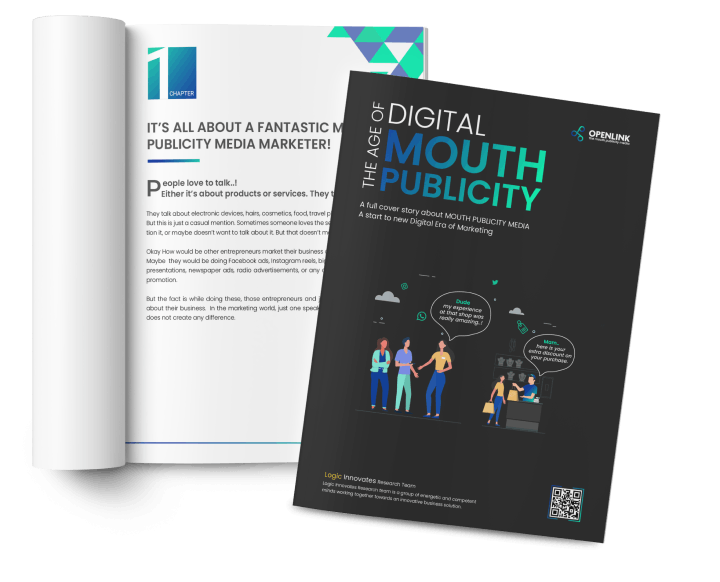 1
CHAPTER
IT'S ALL ABOUT A FANTASTIC M
PUBLICITY MEDIA MARKETER!
People love to talk..!
Either it's about products or services. They t
They talk about electronic devices, hairs, cosmetics, food, travel p
But this is just a casual mention. Sometimes someone loves the se
tion it, or maybe doesn't want to talk about it. But that doesn't m
Okay How would be other entrepreneurs market their business
Maybe they would be doing Facebook ads, Instagram reels, bi
presentations, newspaper ads, radio advertisements, or any
promotion.
But the fact is while doing these, those entrepreneurs and j
about their business. In the marketing world, just one speak
does not create any difference.
THE AGE OF
DIGITAL
MOUTH
PUBLICITY
OPENLINK
the mouth publicity media
A full cover story about MOUTH PUBLICITY MEDIA
A start to new Digital Era of Marketing
Dude
my experience
at that shop was
really amazing..!
Mam..
here is your
extra discount on
your purchase.
Logic Innovates Research Team
Logic Innovates Research Team is a group of energetic and competent
minds working together towards an innovative business solution.